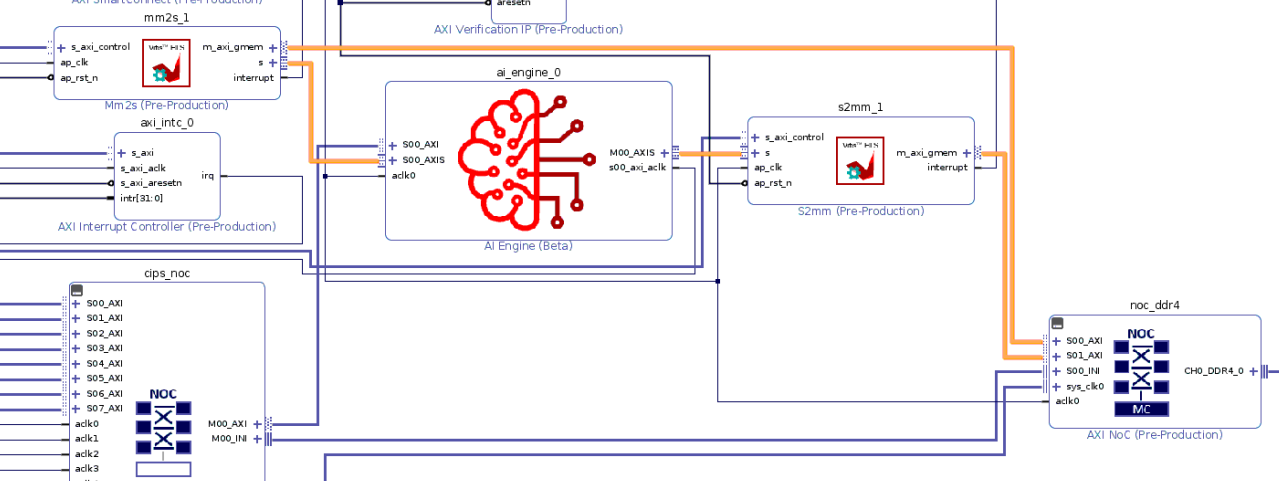 AXI SmartConnect (Pre-Production)
mm2s_1
s_axi_control
ap_clk
ap_rst_n
Vitis™ HLS
m_axi_gmem
s
interrupt
Mm2s (Pre-Production)
aresetn
AXI Verification IP (Pre-Production)
axi_intc_0
s_axi
s_axi_aclk
s_axi_aresetn
intr[31:0]
irq
AXI Interrupt Controller (Pre-Production)
ai_engine_0
S00_AXI
S00_AXIS
aclk0
M00_AXIS
s00_axi_aclk
AI Engine (Beta)
s2mm_1
s_axi_control
s
ap_clk
ap_rst_n
Vitis™ HLS
m_axi_gmem
interrupt
S2mm (Pre-Production)
cips_noc
S00_AXI
S01_AXI
S02_AXI
S03_AXI
S04_AXI
S05_AXI
S06_AXI
S07_AXI
aclk0
aclk1
aclk2
aclk3
NOC
M00_AXI
M00_INI
noc_ddr4
S00_AXI
S01_AXI
S00_INI
sys_clk0
aclk0
NOC
MC
CH0_DDR4_0
AXI NoC (Pre-Production)